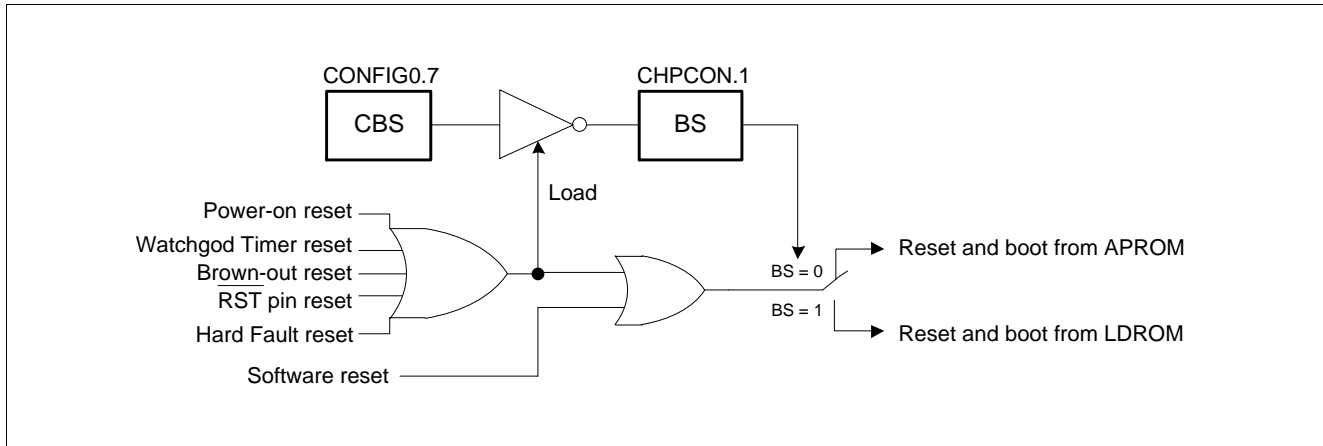 CONFIG0.7
CHPCON.1
CBS
BS
Load
Power-on reset
Watchgod Timer reset
Brown-out reset
RST pin reset
Hard Fault reset
Software reset
BS = 0
BS = 1
Reset and boot from APROM
Reset and boot from LDROM